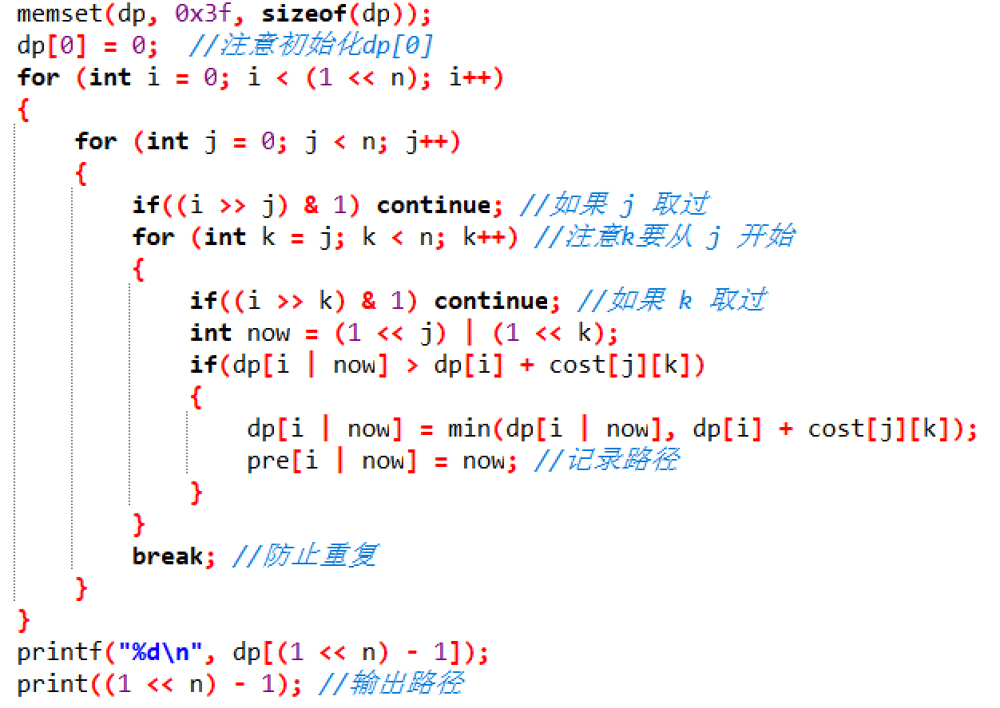 memset(dp, 0x3f, sizeof(dp));
dp[0] = 0;  //注意初始化dp[0]
for (int i = 0; i < (1 << n); i++)
{
    for (int j = 0; j < n; j++)
    {
        if((i >> j) & 1) continue; //如果 j 取过
        for (int k = j; k < n; k++) //注意k要从 j 开始
        {
            if((i >> k) & 1) continue; //如果 k 取过
            int now = (1 << j) | (1 << k);
            if(dp[i | now] > dp[i] + cost[j][k])
            {
                dp[i | now] = min(dp[i | now], dp[i] + cost[j][k]);
                pre[i | now] = now; //记录路径
            }
        }
        break; //防止重复
    }
}
printf("%d\n", dp[(1 << n) - 1]);
print((1 << n) - 1); //输出路径